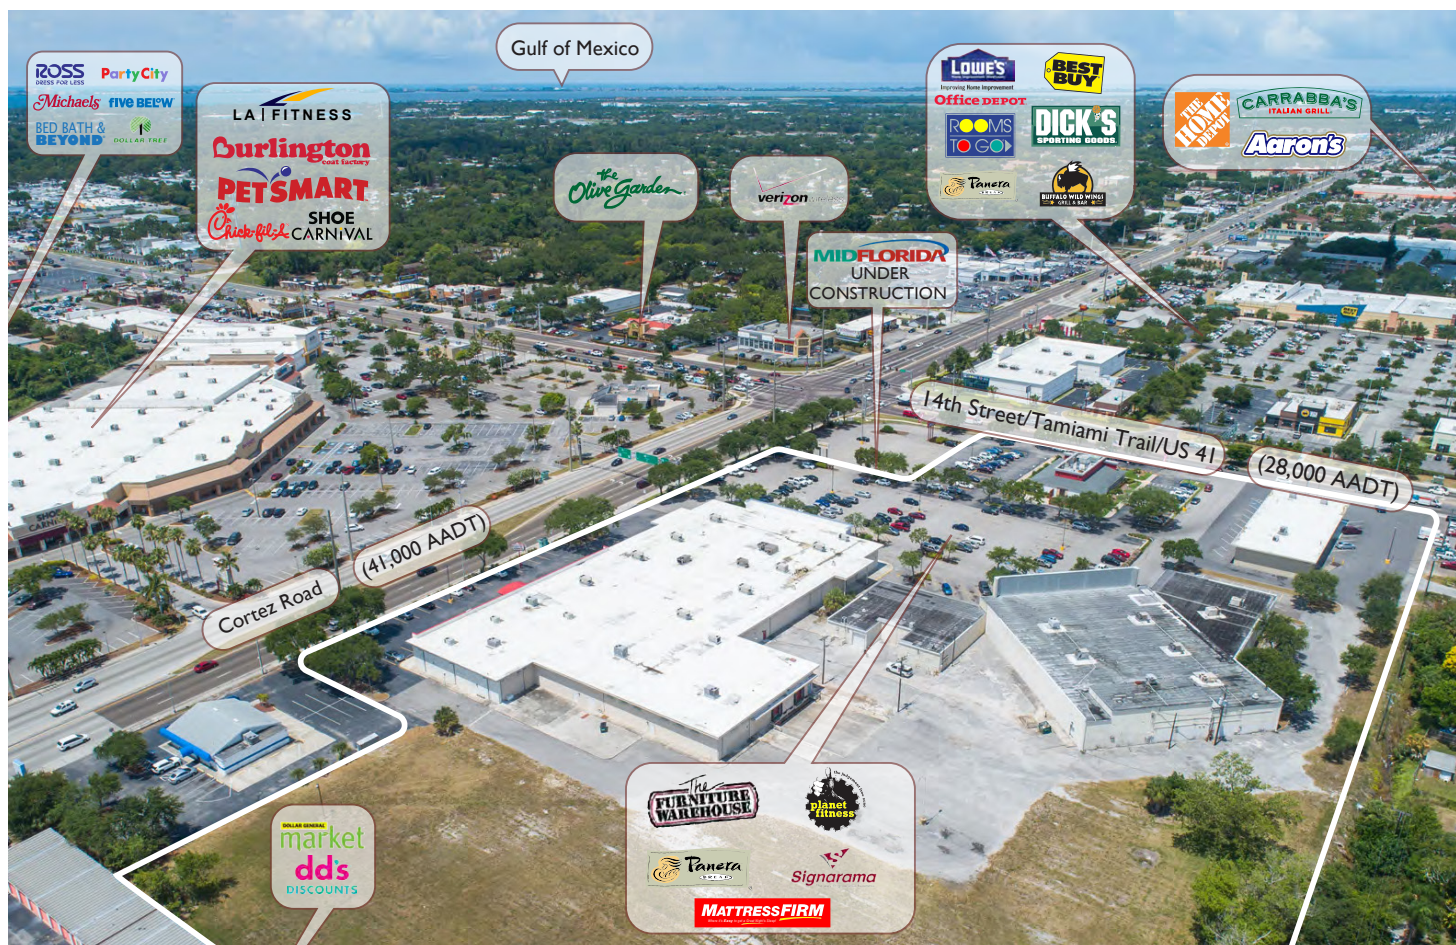 Gulf of Mexico
ROSS
DRESS FOR LESS
Party City
Michaels
five BELOW
BED BATH &
BEYOND
DOLLAR TREE
LA FITNESS
Burlington
coat factory
PETSMART
Chick-fil-A
SHOE
CARNIVAL
the
Olive Garden
verizon
MIDFLORIDA
UNDER
CONSTRUCTION
LOWE'S
Improving Home Improvement
BEST
BUY
Office DEPOT
ROOMS
TO GO
DICK'S
SPORTING GOODS
Panera
BREAD
BUFFALO WILD WINGS
GRILL & BAR
THE
HOME
DEPOT
CARRABBA'S
ITALIAN GRILL
Aaron's
14th Street/Tamiami Trail/US 41
(28,000 AADT)
Cortez Road
(41,000 AADT)
SHOE
CARNI
DOLLAR GENERAL
market
dd's
DISCOUNTS
The
FURNITURE
WAREHOUSE
planet
fitness
Panera
BREAD
Signarama
MATTRESSFIRM